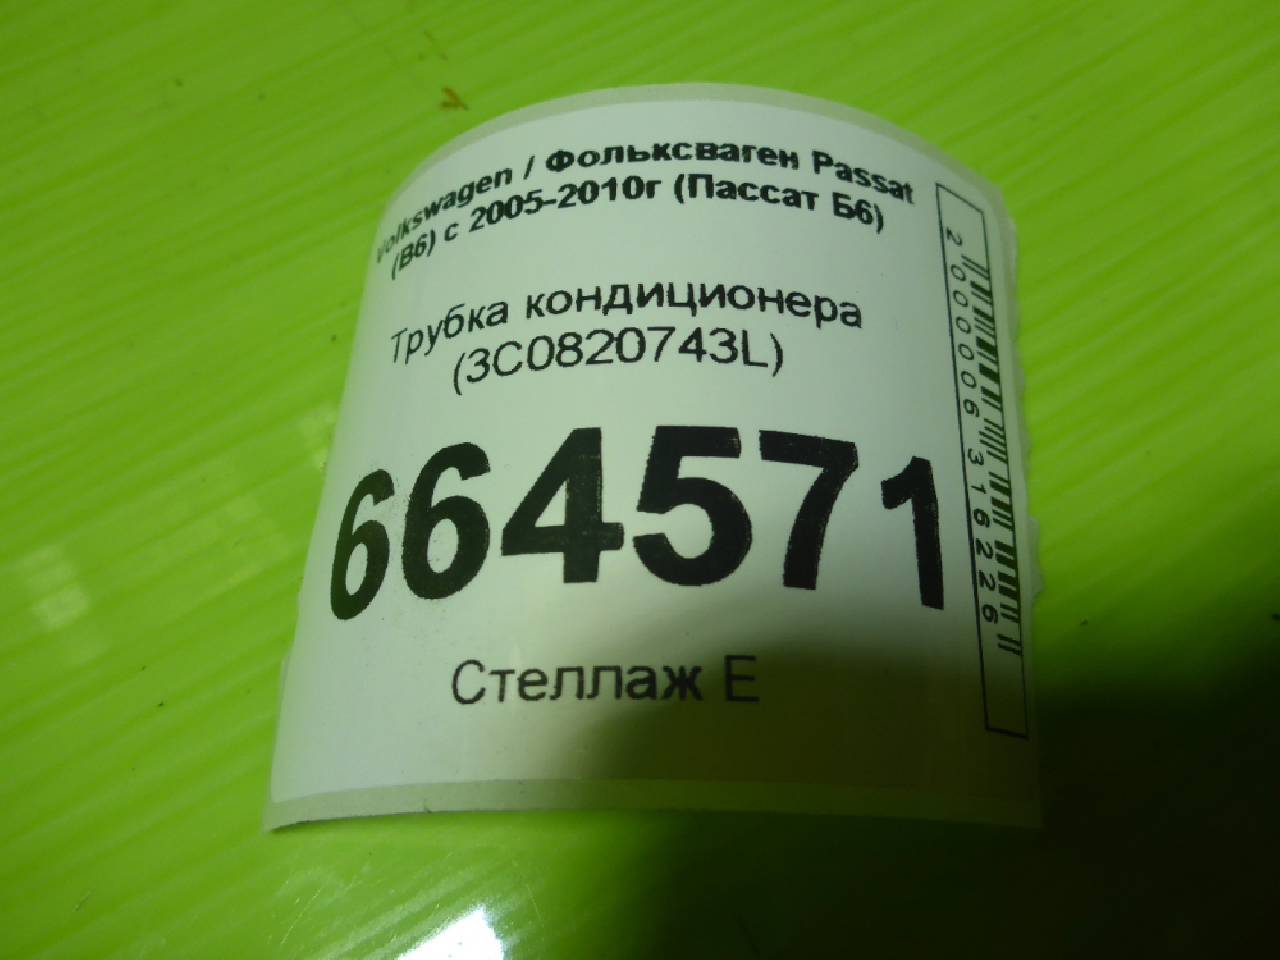 Volkswagen / Фольксваген Passat
(B6) с 2005-2010г (Пассат Б6)
Трубка кондиционера
(3C0820743L)
664571
Стеллаж Е
2000006316226